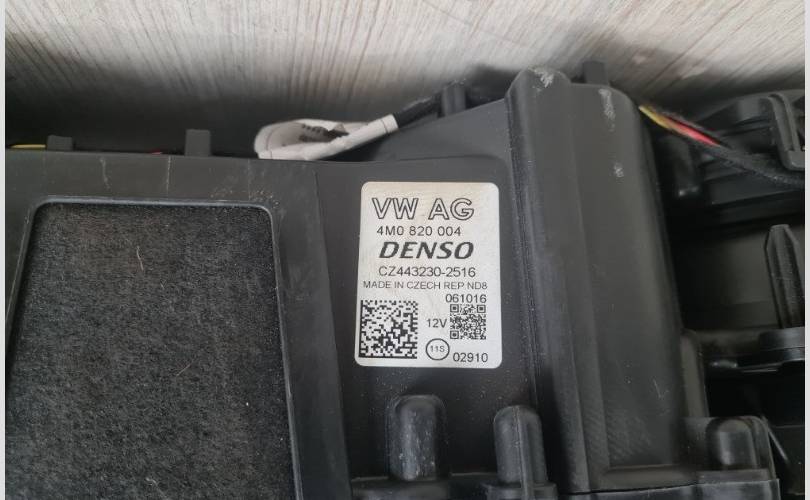 VW AG
4M0 820 004
DENSO
CZ443230-2516
MADE IN CZECH REP. ND8
061016
12V
11S
02910